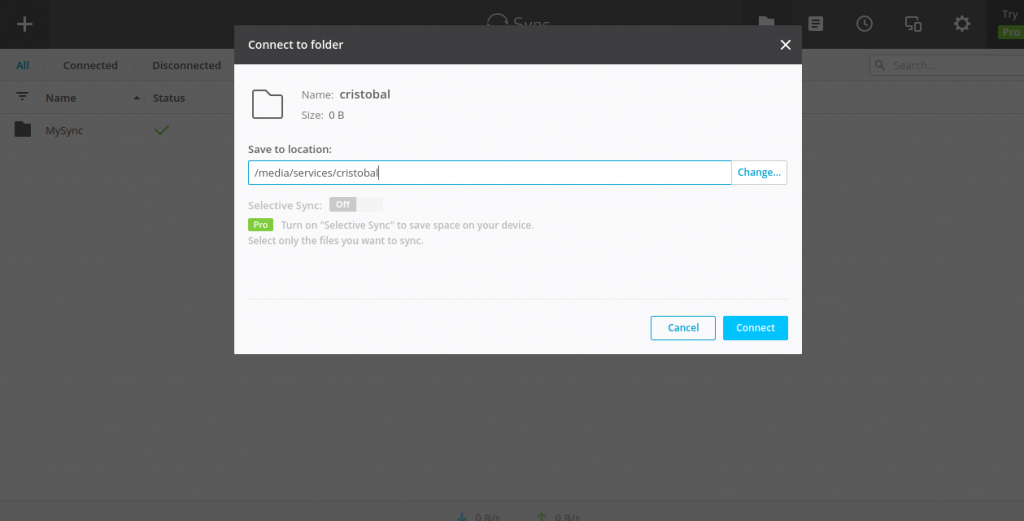 + Sync Try
Pro
Connect to folder
All Connected Disconnected Search...
Name Status
MySync
Name: cristobal
Size: 0 B
Save to location:
/media/services/cristobal Change...
Selective Sync: Off
Pro Turn on "Selective Sync" to save space on your device.
Select only the files you want to sync.
Cancel Connect
0 B/s 0 B/s